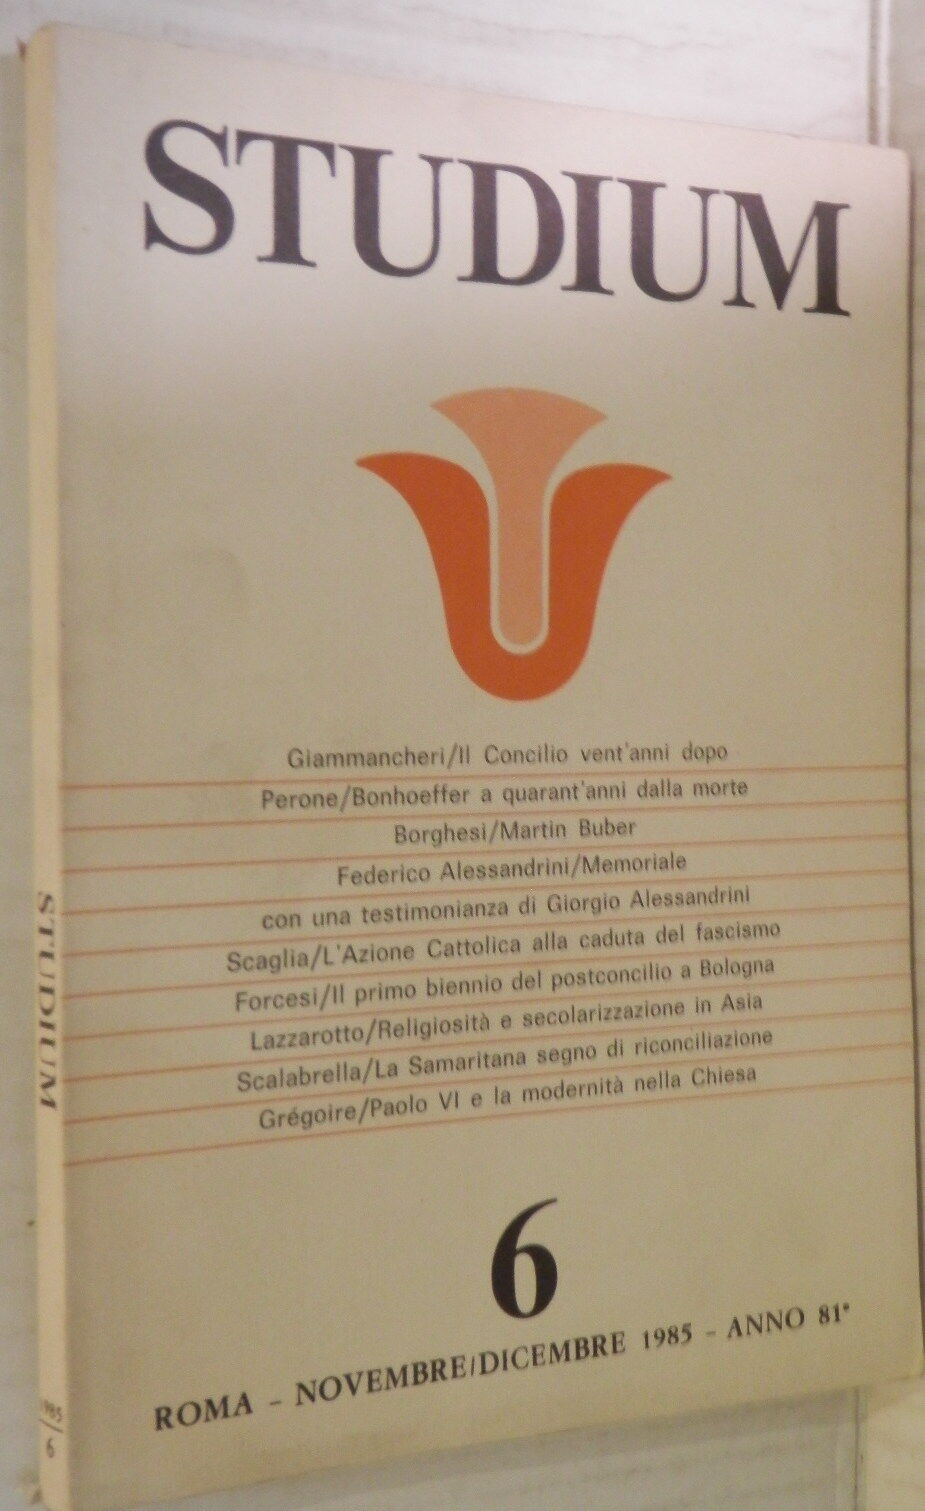 STUDIUM
Giammancheri/Il Concilio vent'anni dopo
Perone/Bonhoeffer a quarant'anni dalla morte
Borghesi/Martin Buber
Federico Alessandrini/Memoriale
con una testimonianza di Giorgio Alessandrini
Scaglia/L'Azione Cattolica alla caduta del fascismo
Forcesi/Il primo biennio del postconcilio a Bologna
Lazzarotto/Religiosità e secolarizzazione in Asia
Scalabrella/La Samaritana segno di riconciliazione
Grégoire/Paolo VI e la modernità nella Chiesa
6
ROMA - NOVEMBRE/DICEMBRE 1985 - ANNO 81°
STUDIUM
1985
6